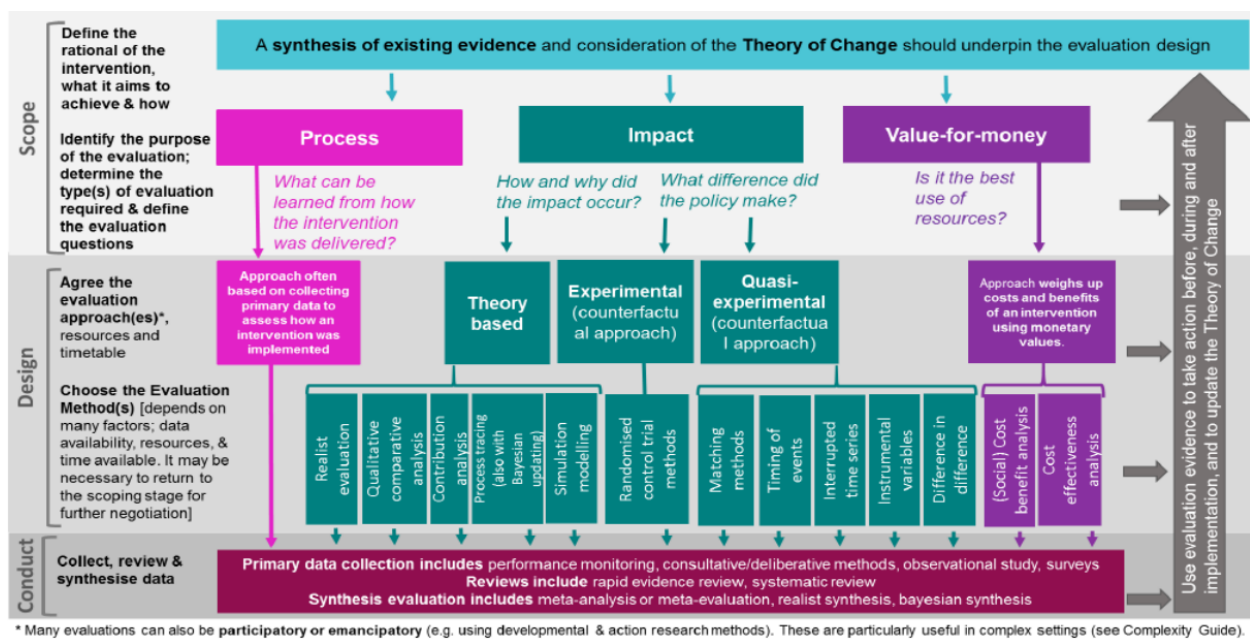 Scope
Define the
rational of the
intervention,
what it aims to
achieve & how
Identify the purpose
of the evaluation;
determine the
type(s) of evaluation
required & define
the evaluation
questions
A synthesis of existing evidence and consideration of the Theory of Change should underpin the evaluation design
Process
Impact
Value-for-money
What can be
learned from how
the intervention
was delivered?
How and why did
the impact occur?
What difference did
the policy make?
Is it the best
use of
resources?
Design
Agree the
evaluation
approach(es)*,
resources and
timetable
Choose the Evaluation
Method(s) [depends on
many factors; data
availability, resources, &
time available. It may be
necessary to return to
the scoping stage for
further negotiation]
Approach often
based on collecting
primary data to
assess how an
intervention was
implemented
Theory
based
Experimental
(counterfactu
al approach)
Quasi-
experimental
(counterfactua
l approach)
Approach weighs up
costs and benefits
of an intervention
using monetary
values.
Realist
evaluation
Qualitative
comparative
analysis
Contribution
analysis
Process tracing
(also with
Bayesian
updating)
Simulation
modelling
Randomised
control trial
methods
Matching
methods
Timing of
events
Interrupted
time series
Instrumental
variables
Difference in
difference
(Social) Cost
benefit analysis
Cost
effectiveness
analysis
Conduct
Collect, review &
synthesise data
Primary data collection includes performance monitoring, consultative/deliberative methods, observational study, surveys
Reviews include rapid evidence review, systematic review
Synthesis evaluation includes meta-analysis or meta-evaluation, realist synthesis, bayesian synthesis
Use evaluation evidence to take action before, during and after
implementation, and to update the Theory of Change
* Many evaluations can also be participatory or emancipatory (e.g. using developmental & action research methods). These are particularly useful in complex settings (see Complexity Guide).